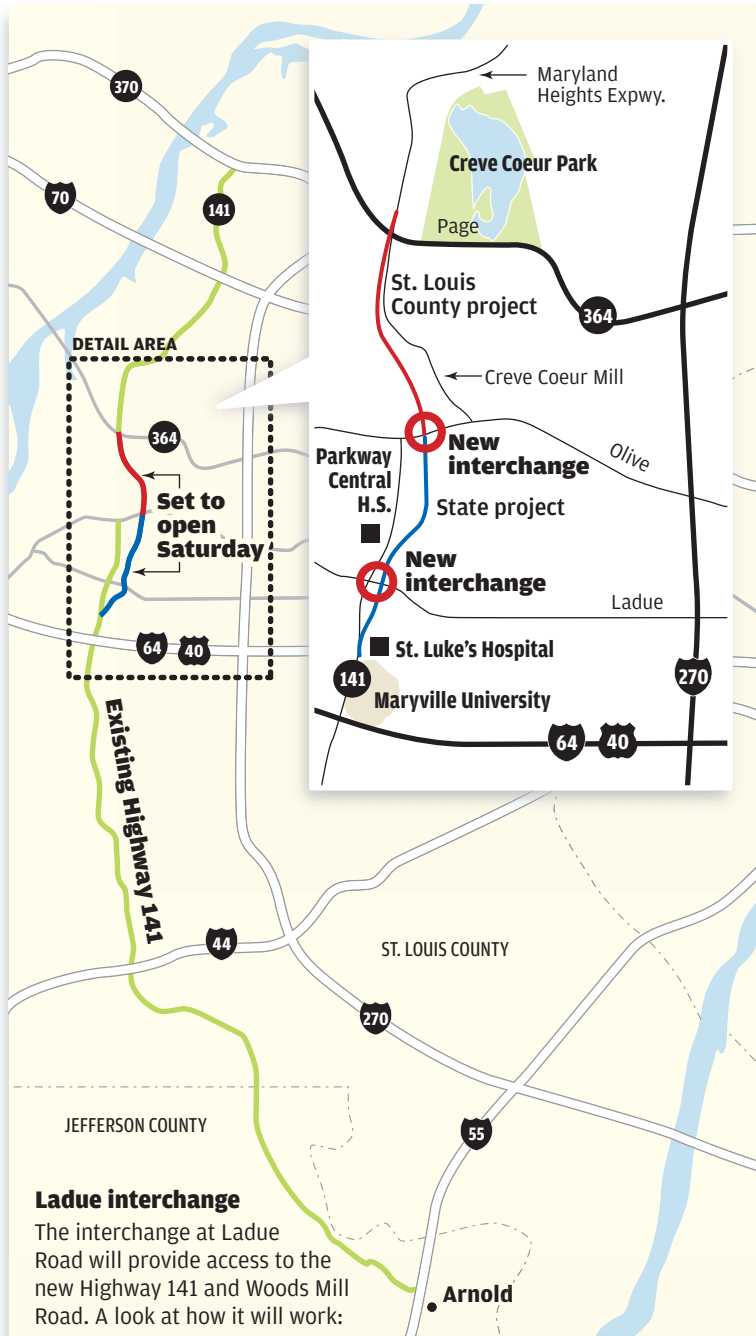 370
70
141
DETAIL AREA
364
Set to
open
Saturday
64
40
Existing Highway 141
44
ST. LOUIS COUNTY
270
JEFFERSON COUNTY
55
Arnold
Maryland
Heights Expwy.
Creve Coeur Park
Page
St. Louis
County project
364
Creve Coeur Mill
New
interchange
Olive
Parkway
Central
H.S.
State project
New
interchange
Ladue
St. Luke's Hospital
141
Maryville University
270
64
40
Ladue interchange
The interchange at Ladue
Road will provide access to the
new Highway 141 and Woods Mill
Road. A look at how it will work: